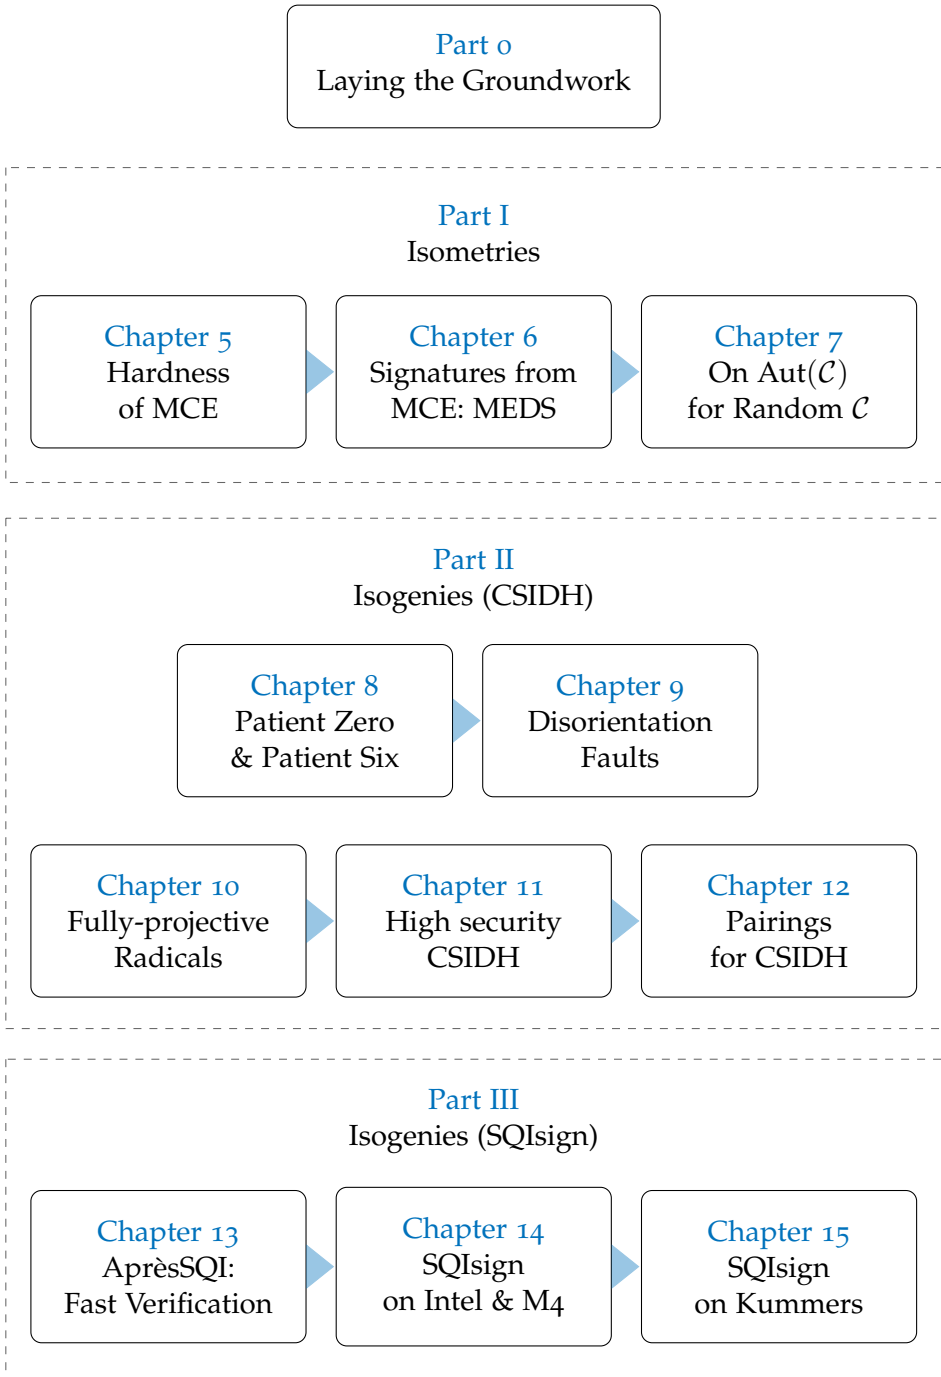 Part 0
Laying the Groundwork
Part I
Isometries
Chapter 5
Hardness
of MCE
Chapter 6
Signatures from
MCE: MEDS
Chapter 7
On Aut(𝒞)
for Random 𝒞
Part II
Isogenies (CSIDH)
Chapter 8
Patient Zero
& Patient Six
Chapter 9
Disorientation
Faults
Chapter 10
Fully-projective
Radicals
Chapter 11
High security
CSIDH
Chapter 12
Pairings
for CSIDH
Part III
Isogenies (SQIsign)
Chapter 13
AprèsSQI:
Fast Verification
Chapter 14
SQIsign
on Intel & M4
Chapter 15
SQIsign
on Kummers